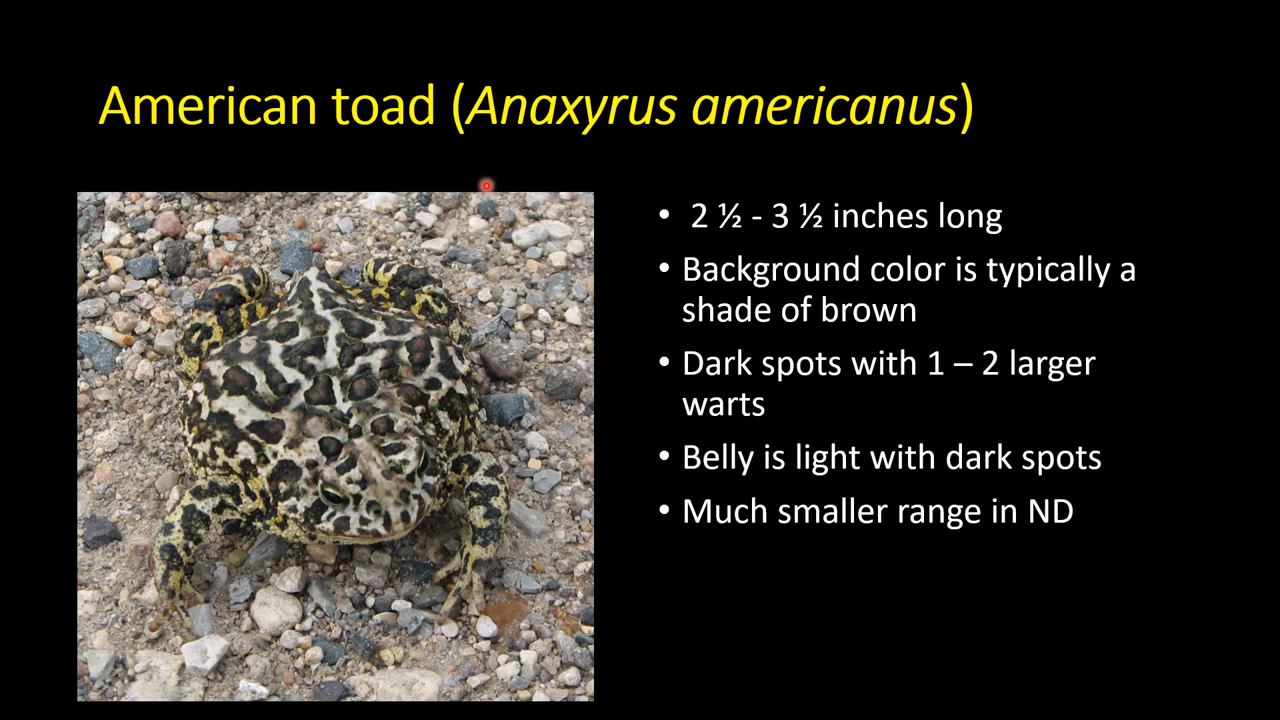 American toad (Anaxyrus americanus)
• 2 ½ - 3 ½ inches long
• Background color is typically a
shade of brown
• Dark spots with 1 – 2 larger
warts
• Belly is light with dark spots
• Much smaller range in ND